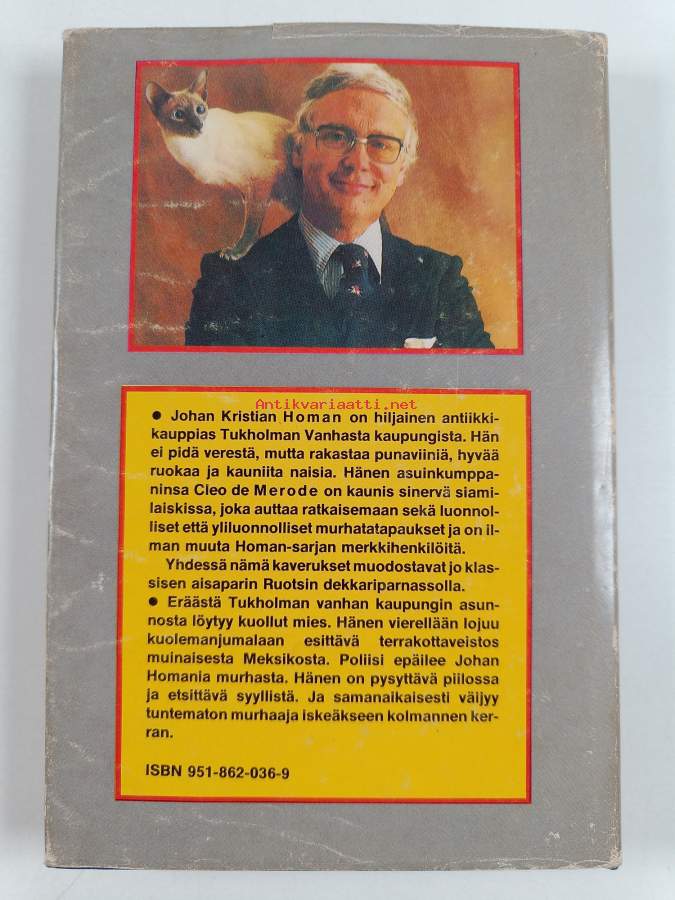 Antikvariaatti.net
● Johan Kristian Homan on hiljainen antiikki-
kauppias Tukholman Vanhasta kaupungista. Hän
ei pidä verestä, mutta rakastaa punaviiniä, hyvää
ruokaa ja kauniita naisia. Hänen asuinkumppa-
ninsa Cleo de Merode on kaunis sinervä siami-
laiskissa, joka auttaa ratkaisemaan sekä luonnol-
liset että yliluonnolliset murhatatapaukset ja on il-
man muuta Homan-sarjan merkkihenkilöitä.
Yhdessä nämä kaverukset muodostavat jo klas-
sisen aisaparin Ruotsin dekkariparnassolla.
● Eräästä Tukholman vanhan kaupungin asun-
nosta löytyy kuollut mies. Hänen vierellään lojuu
kuolemanjumalaan esittävä terrakottaveistos
muinaisesta Meksikosta. Poliisi epäilee Johan
Homania murhasta. Hänen on pysyttävä piilossa
ja etsittävä syyllistä. Ja samanaikaisesti väijyy
tuntematon murhaaja iskeäkseen kolmannen ker-
ran.
ISBN 951-862-036-9